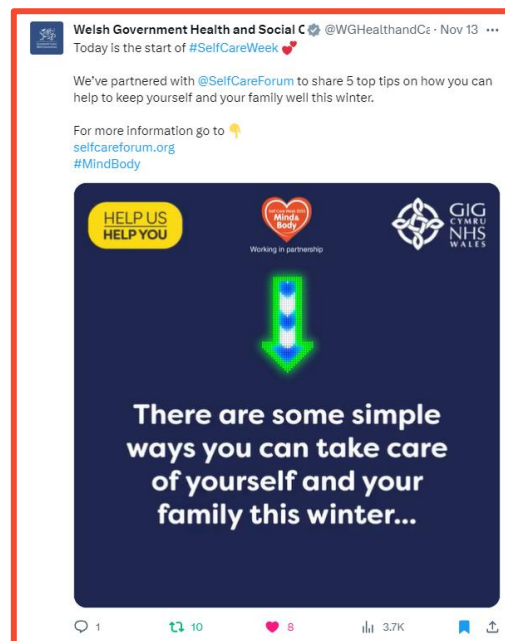 Welsh Government Health and Social C @WGHealthandCa · Nov 13 ···
Today is the start of #SelfCareWeek 💕
We've partnered with @SelfCareForum to share 5 top tips on how you can
help to keep yourself and your family well this winter.
For more information go to 👇
selfcareforum.org
#MindBody
HELP US
HELP YOU
Mind&
Body
Working in partnership
GIG
CYMRU
NHS
WALES
There are some simple
ways you can take care
of yourself and your
family this winter...
1 10 8 3.7K